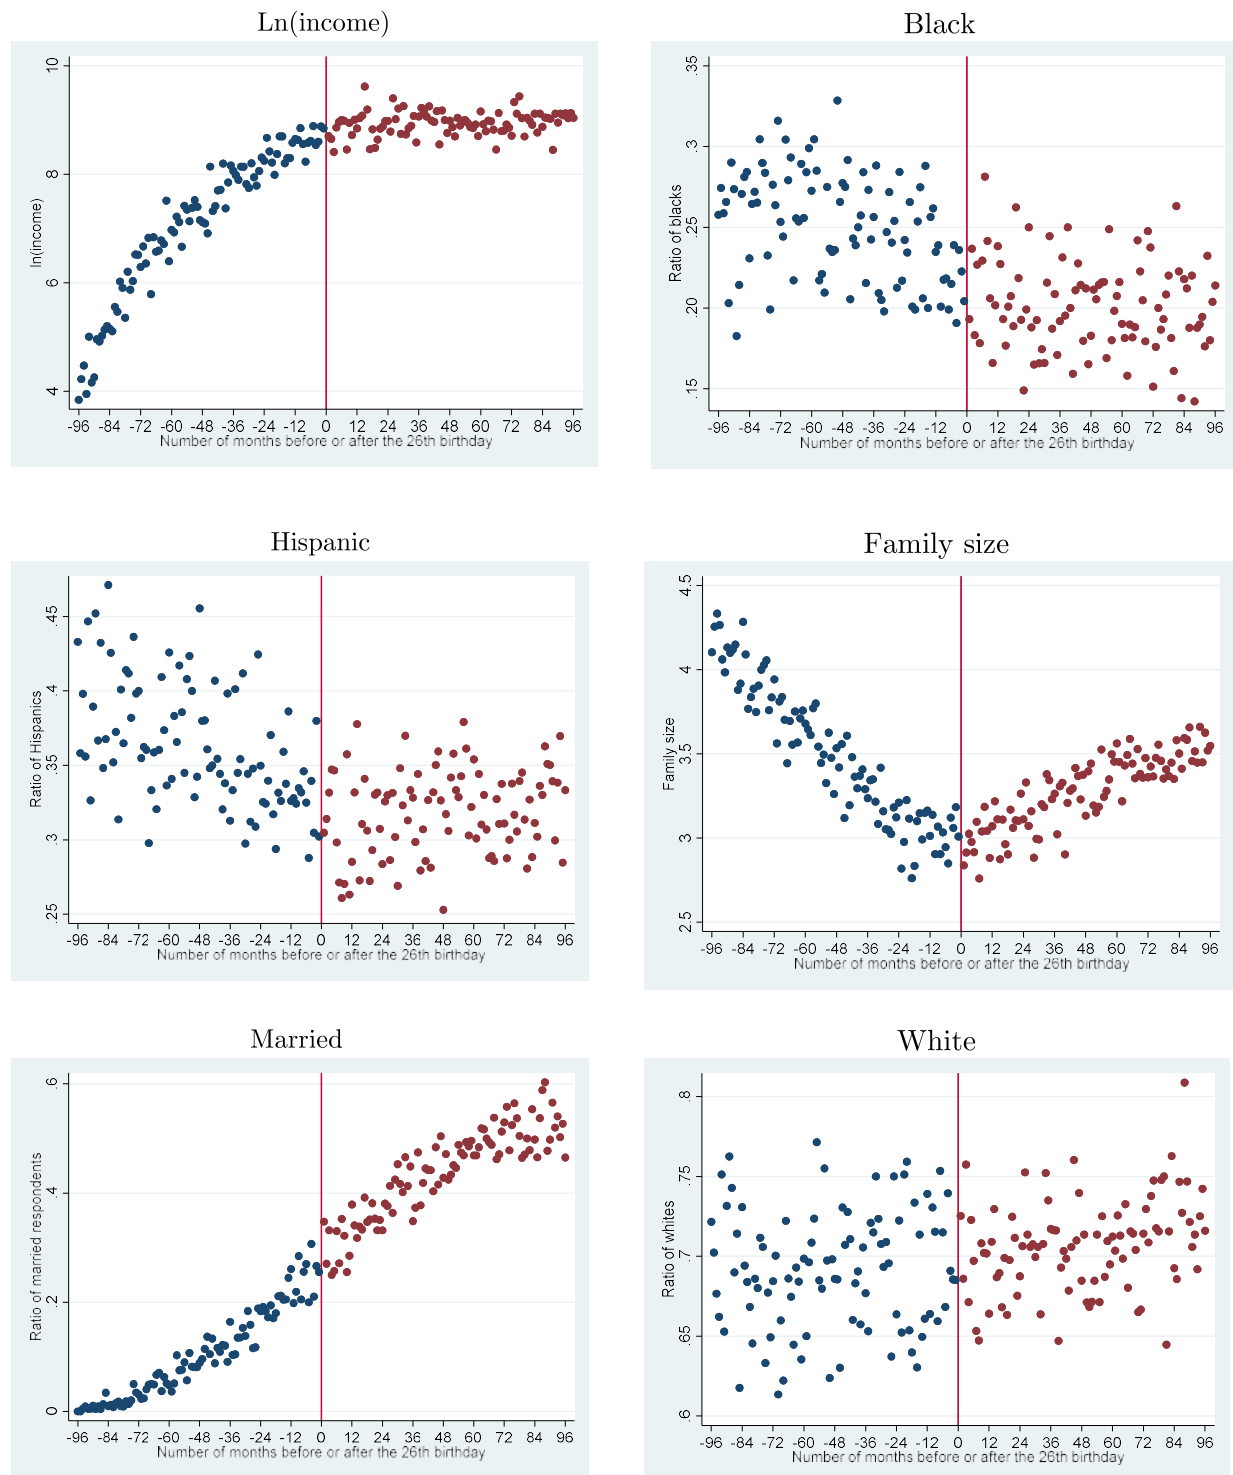 Ln(income)
Black
ln(income)
10
8
6
4
-96 -84 -72 -60 -48 -36 -24 -12 0 12 24 36 48 60 72 84 96
Number of months before or after the 26th birthday
Ratio of blacks
.35
.3
.25
.20
.15
-96 -84 -72 -60 -48 -36 -24 -12 0 12 24 36 48 60 72 84 96
Number of months before or after the 26th birthday
Hispanic
Family size
Ratio of Hispanics
.45
.4
.35
.3
.25
-96 -84 -72 -60 -48 -36 -24 -12 0 12 24 36 48 60 72 84 96
Number of months before or after the 26th birthday
Family size
4.5
4
3.5
3
2.5
-96 -84 -72 -60 -48 -36 -24 -12 0 12 24 36 48 60 72 84 96
Number of months before or after the 26th birthday
Married
White
Ratio of married respondents
.6
.4
.2
0
-96 -84 -72 -60 -48 -36 -24 -12 0 12 24 36 48 60 72 84 96
Number of months before or after the 26th birthday
Ratio of whites
.8
.75
.7
.65
.6
-96 -84 -72 -60 -48 -36 -24 -12 0 12 24 36 48 60 72 84 96
Number of months before or after the 26th birthday